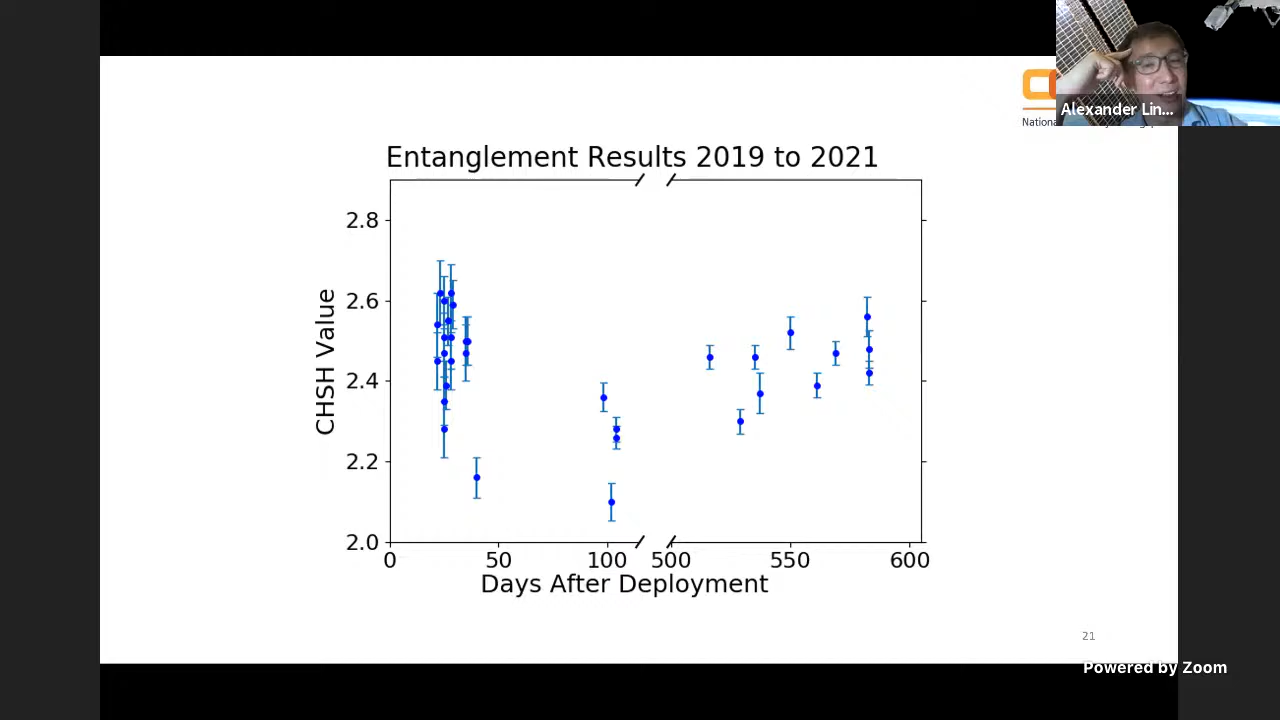 Alexander Lin...
Nationa
Entanglement Results 2019 to 2021
2.8
2.6
2.4
2.2
2.0
CHSH Value
0 50 100 500 550 600
Days After Deployment
21
Powered by Zoom